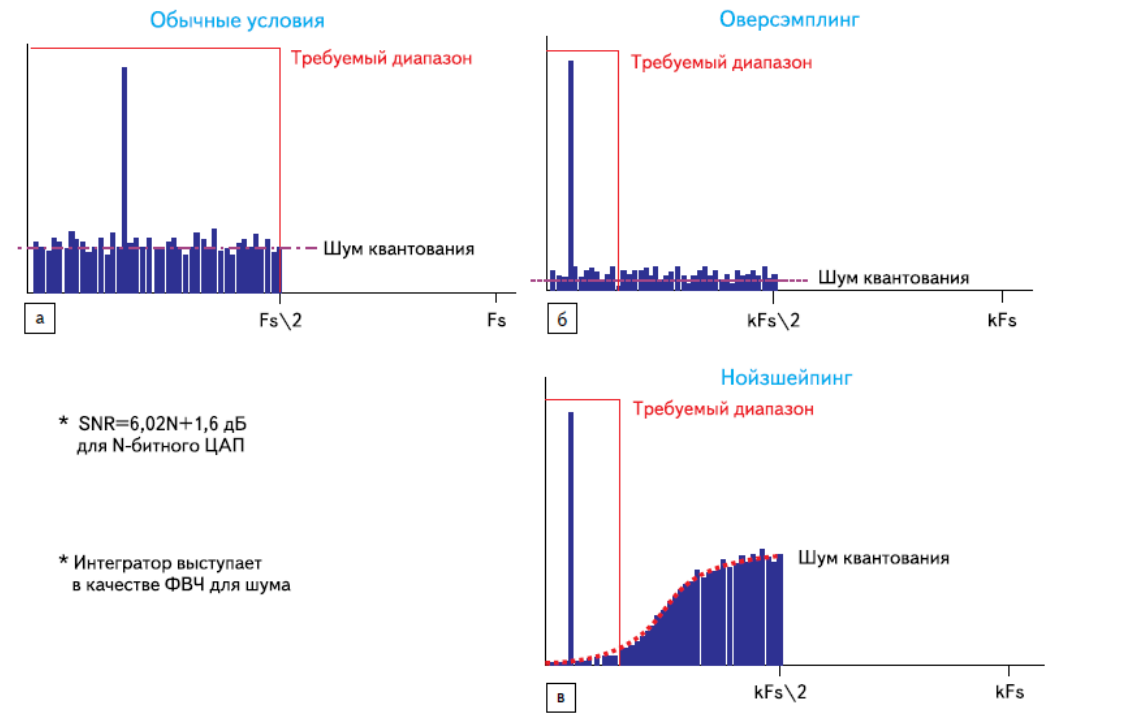 Обычные условия
Требуемый диапазон
Шум квантования
а
Fs\2
Fs
Оверсэмплинг
Требуемый диапазон
Шум квантования
б
kFs\2
kFs
* SNR=6,02N+1,6 дБ
для N-битного ЦАП
* Интегратор выступает
в качестве ФВЧ для шума
Нойзшейпинг
Требуемый диапазон
Шум квантования
в
kFs\2
kFs